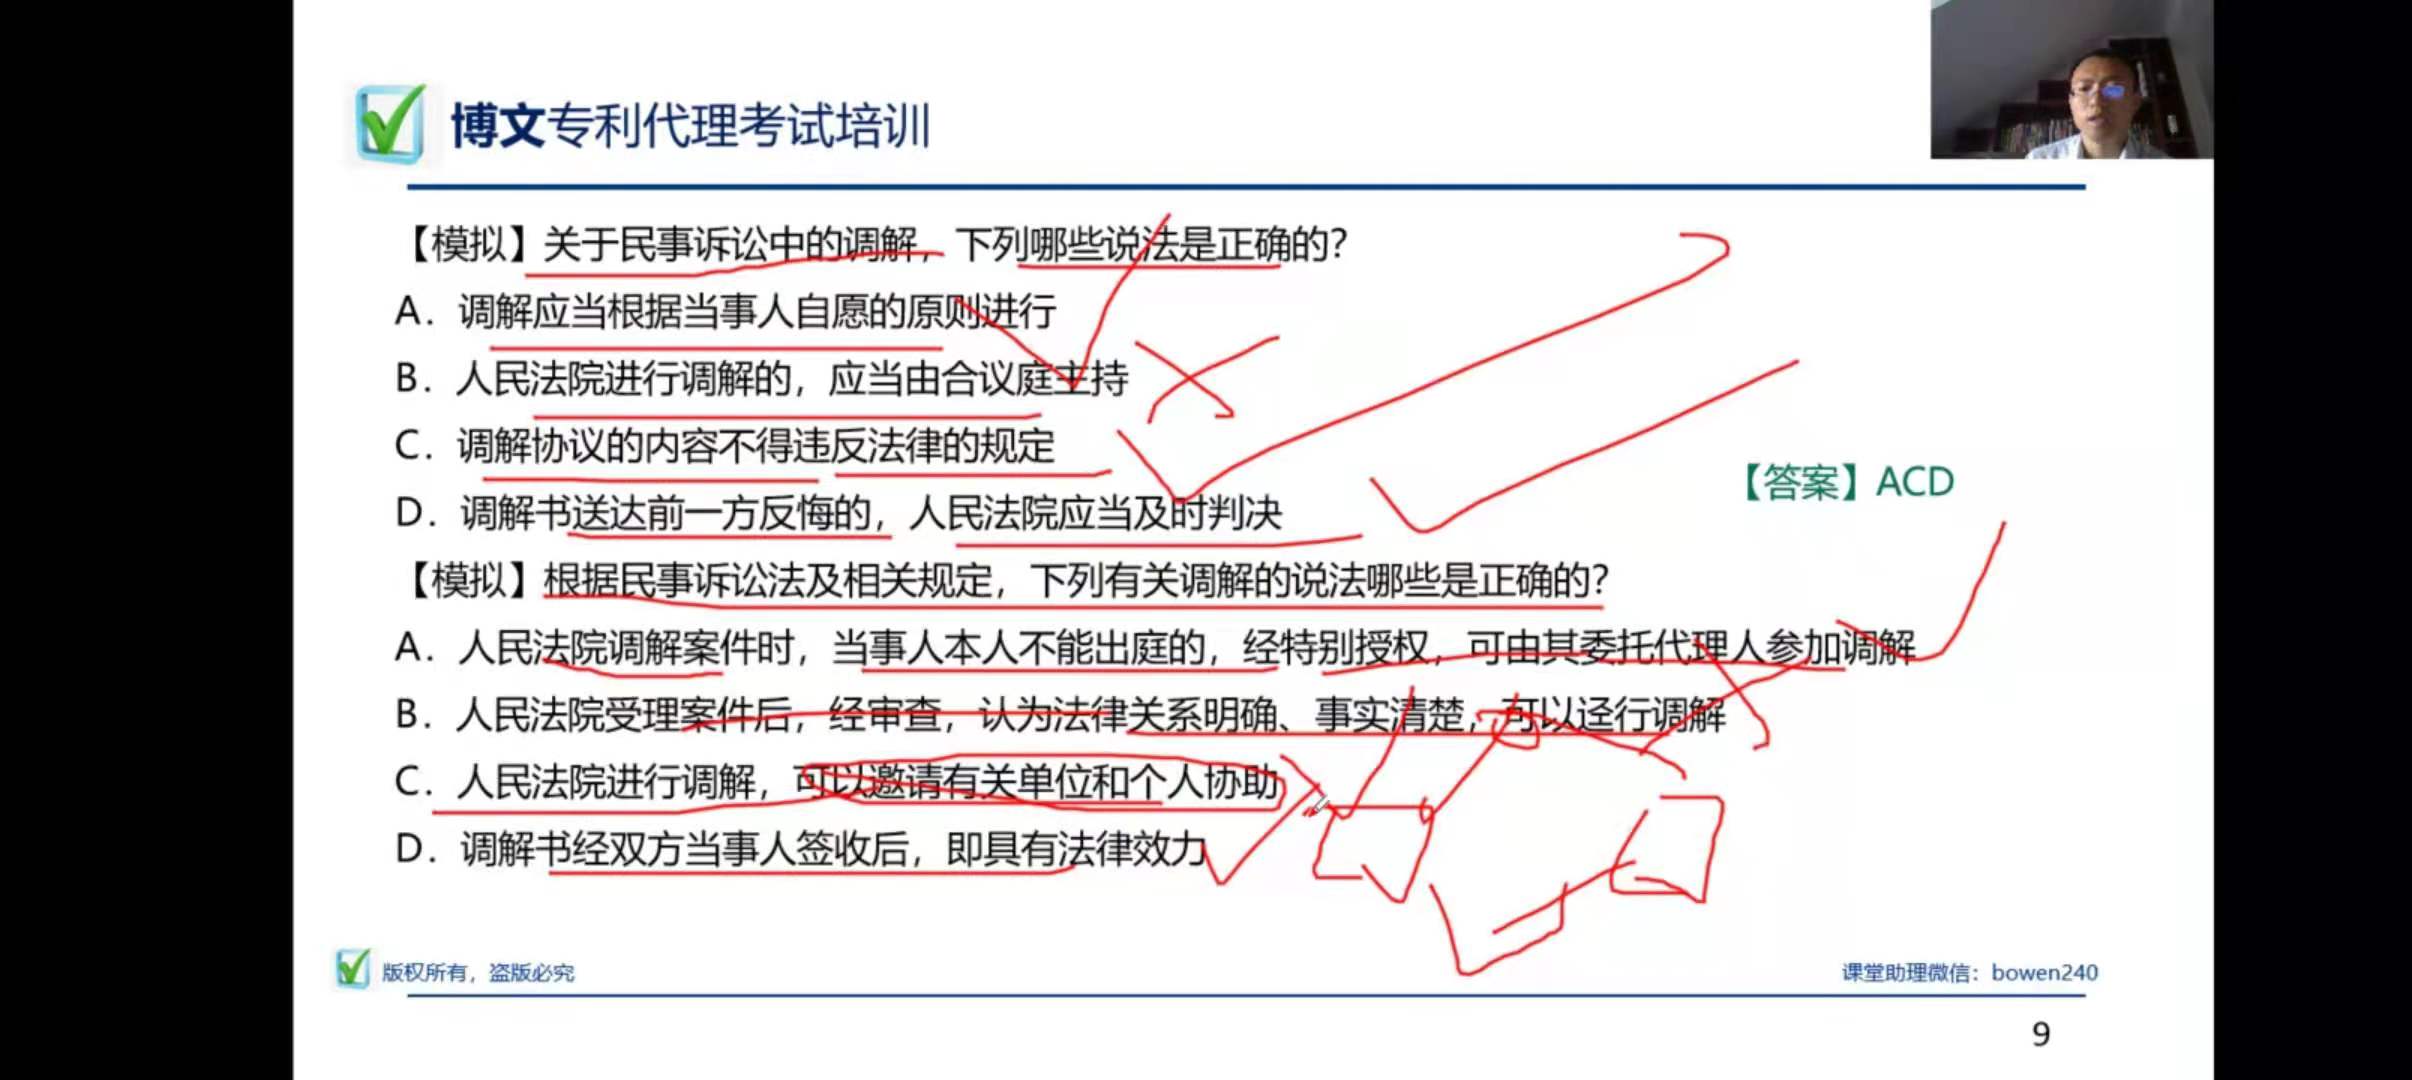 博文专利代理考试培训
【模拟】关于民事诉讼中的调解，下列哪些说法是正确的?
A．调解应当根据当事人自愿的原则进行
B．人民法院进行调解的，应当由合议庭主持
C．调解协议的内容不得违反法律的规定
【答案】ACD
D．调解书送达前一方反悔的，人民法院应当及时判决
【模拟】根据民事诉讼法及相关规定，下列有关调解的说法哪些是正确的?
A．人民法院调解案件时，当事人本人不能出庭的，经特别授权，可由其委托代理人参加调解
B．人民法院受理案件后，经审查，认为法律关系明确、事实清楚，可以迳行调解
C．人民法院进行调解，可以邀请有关单位和个人协助
D．调解书经双方当事人签收后，即具有法律效力
版权所有，盗版必究
课堂助理微信：bowen240
9